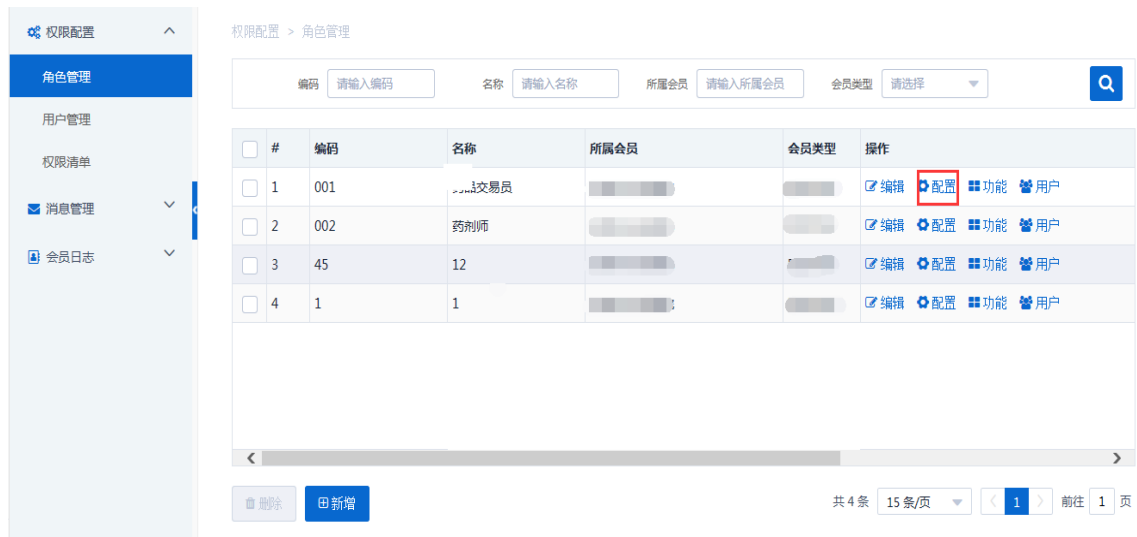 权限配置
角色管理
用户管理
权限清单
消息管理
会员日志
权限配置 > 角色管理
编码 请输入编码 名称 请输入名称 所属会员 请输入所属会员 会员类型 请选择
# 编码 名称 所属会员 会员类型 操作
1 001 品交易员 编辑 配置 功能 用户
2 002 药剂师 编辑 配置 功能 用户
3 45 12 编辑 配置 功能 用户
4 1 1 编辑 配置 功能 用户
删除 新增 共 4 条 15 条/页 1 前往 1 页